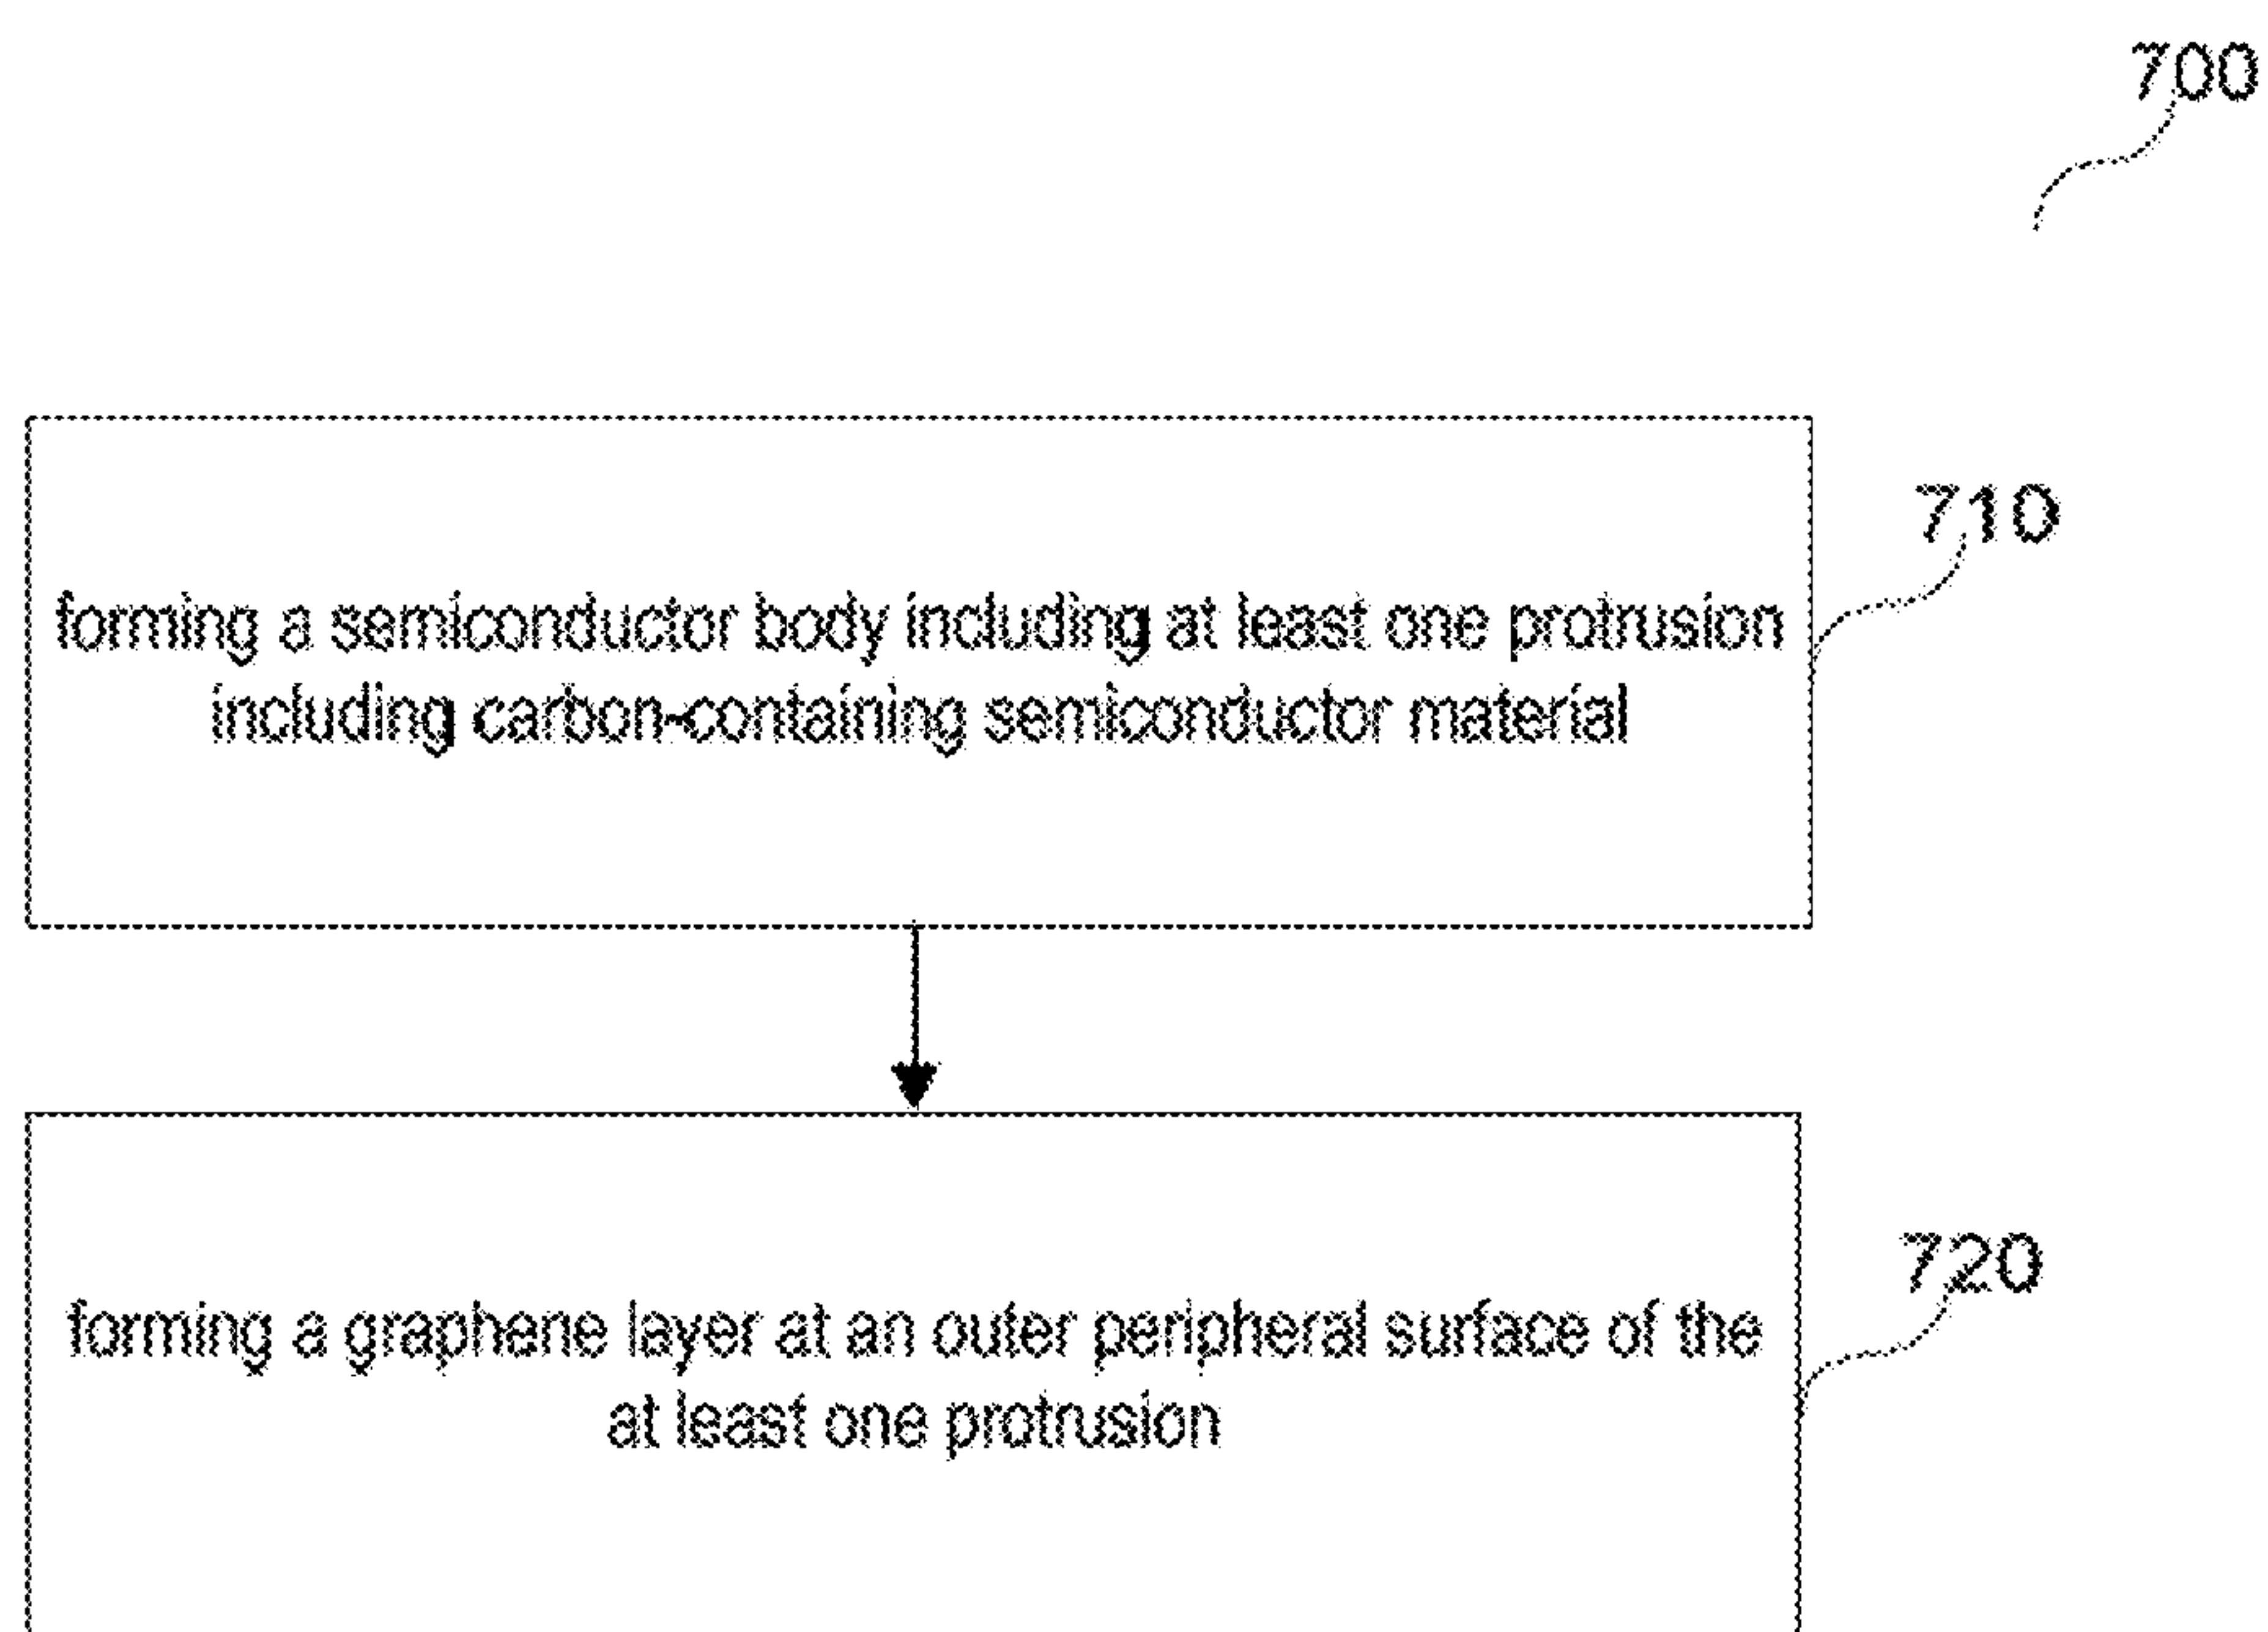 700
710
forming a semiconductor body including at least one protrusion
including carbon-containing semiconductor material
720
forming a graphene layer at an outer peripheral surface of the
at least one protrusion